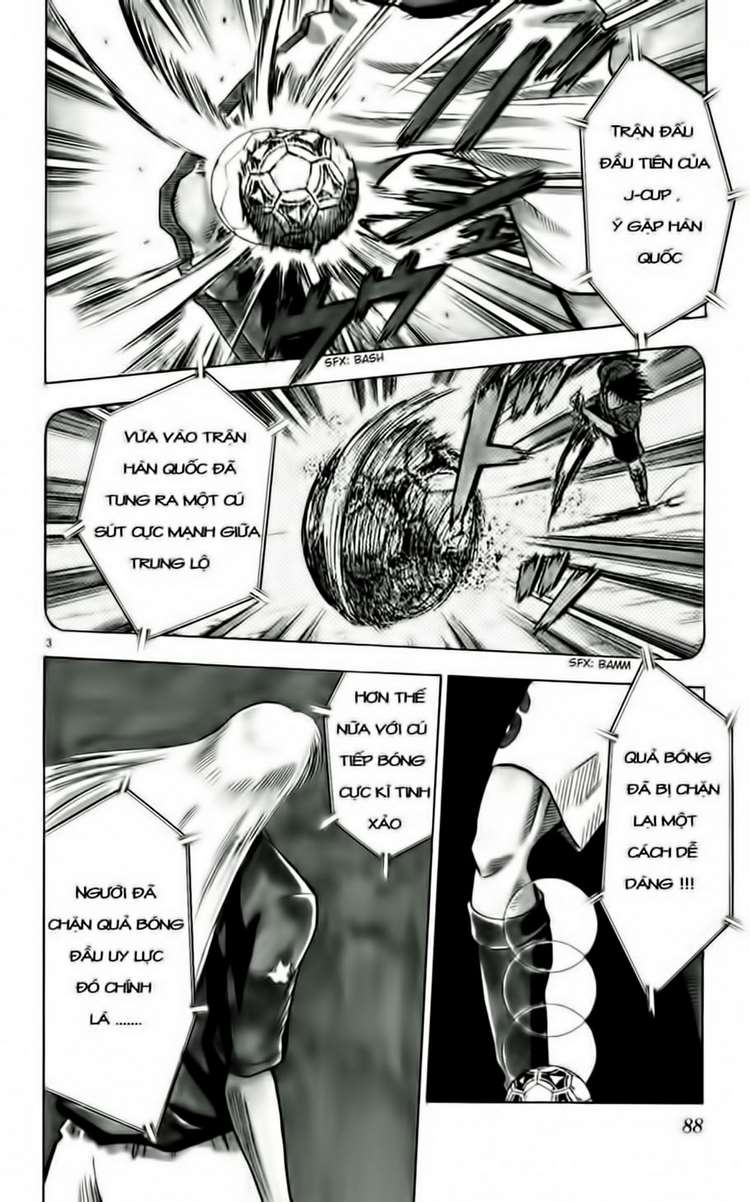 TRẬN ĐẤU
ĐẦU TIÊN CỦA
J-CUP ,
Ý GẶP HÀN
QUỐC
SFX: BASH
VỪA VÀO TRẬN
HÀN QUỐC ĐÃ
TUNG RA MỘT CÚ
SÚT CỰC MẠNH GIỮA
TRUNG LỘ
3
SFX: BAMM
QUẢ BÓNG
ĐÃ BỊ CHẶN
LẠI MỘT
CÁCH DỄ
DÀNG !!!
HƠN THẾ
NỮA VỚI CÚ
TIẾP BÓNG
CỰC KÌ TINH
XẢO
NGƯỜI ĐÃ
CHẶN QUẢ BÓNG
ĐẦU UY LỰC
ĐÓ CHÍNH
LÀ .......
88